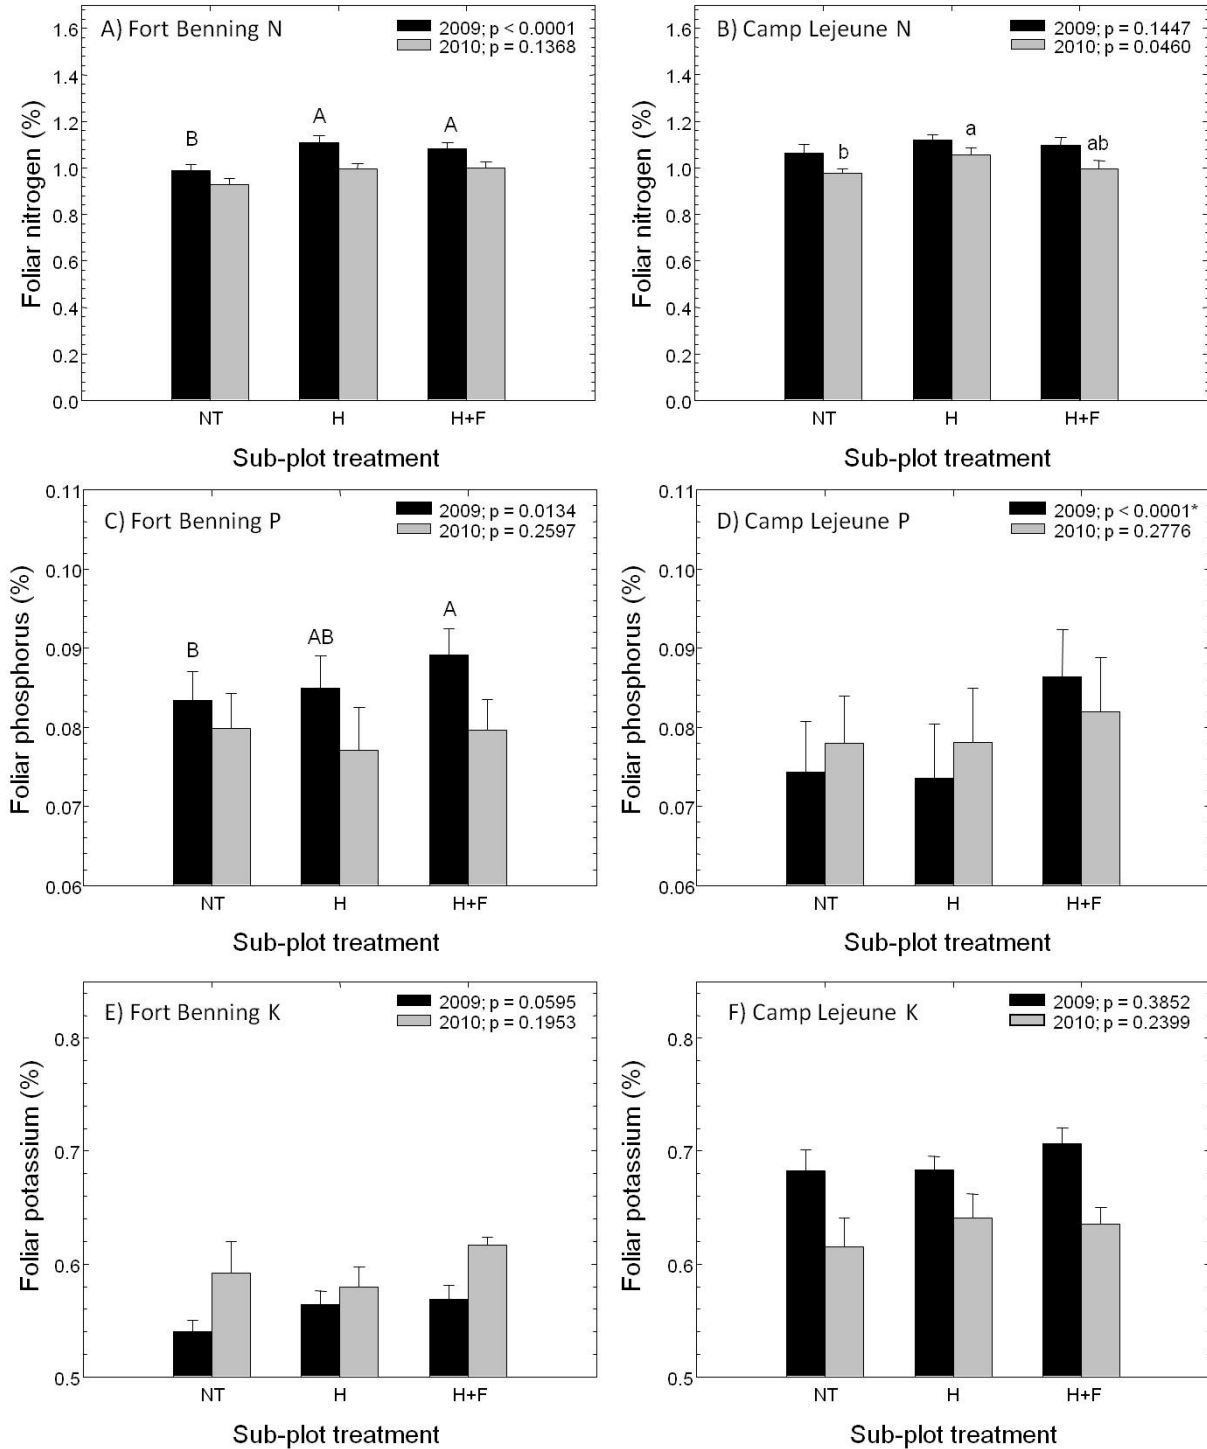 A) Fort Benning N
2009; p < 0.0001
2010; p = 0.1368
Foliar nitrogen (%)
1.6
1.4
1.2
1.0
0.8
0.6
0.4
0.2
0.0
B
A
A
NT
H
H+F
Sub-plot treatment
B) Camp Lejeune N
2009; p = 0.1447
2010; p = 0.0460
Foliar nitrogen (%)
1.6
1.4
1.2
1.0
0.8
0.6
0.4
0.2
0.0
b
a
ab
NT
H
H+F
Sub-plot treatment
C) Fort Benning P
2009; p = 0.0134
2010; p = 0.2597
Foliar phosphorus (%)
0.11
0.10
0.09
0.08
0.07
0.06
B
AB
A
NT
H
H+F
Sub-plot treatment
D) Camp Lejeune P
2009; p < 0.0001*
2010; p = 0.2776
Foliar phosphorus (%)
0.11
0.10
0.09
0.08
0.07
0.06
NT
H
H+F
Sub-plot treatment
E) Fort Benning K
2009; p = 0.0595
2010; p = 0.1953
Foliar potassium (%)
0.8
0.7
0.6
0.5
NT
H
H+F
Sub-plot treatment
F) Camp Lejeune K
2009; p = 0.3852
2010; p = 0.2399
Foliar potassium (%)
0.8
0.7
0.6
0.5
NT
H
H+F
Sub-plot treatment